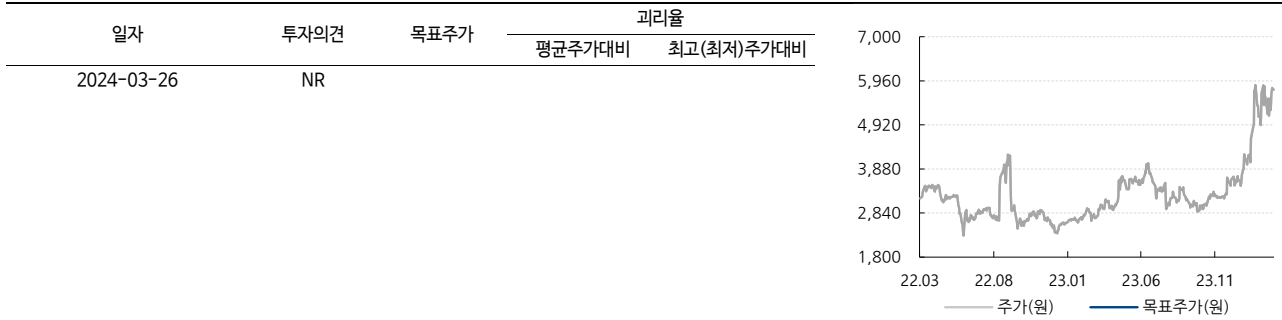 일자 투자의견 목표주가 괴리율
평균주가대비 최고(최저)주가대비
2024-03-26 NR
7,000
5,960
4,920
3,880
2,840
1,800
22.03 22.08 23.01 23.06 23.11
주가(원) 목표주가(원)